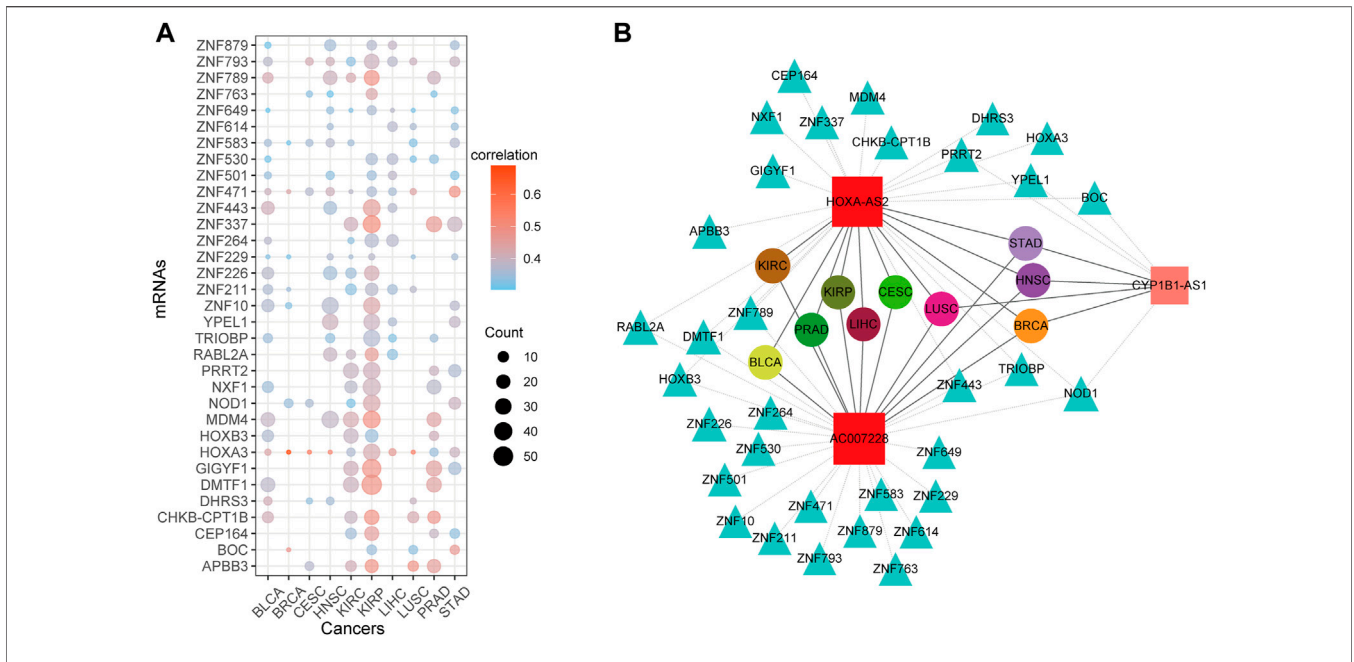 A
mRNAs
ZNF879
ZNF793
ZNF789
ZNF763
ZNF649
ZNF614
ZNF583
ZNF530
ZNF501
ZNF471
ZNF443
ZNF337
ZNF264
ZNF229
ZNF226
ZNF211
ZNF10
YPEL1
TRIOBP
RABL2A
PRRT2
NXF1
NOD1
MDM4
HOXB3
HOXA3
GIGYF1
DMTF1
DHRS3
CHKB-CPT1B
CEP164
BOC
APBB3
BLCA
BRCA
CESC
HNSC
KIRC
KIRP
LIHC
LUSC
PRAD
STAD
Cancers
correlation
0.6
0.5
0.4
Count
10
20
30
40
50
B
CEP164
MDM4
NXF1
ZNF337
DHRS3
HOXA3
CHKB-CPT1B
PRRT2
GIGYF1
YPEL1
BOC
HOXA-AS2
APBB3
STAD
KIRC
HNSC
CYP1B1-AS1
KIRP
CESC
LUSC
ZNF789
RABL2A
DMTF1
PRAD
LIHC
BRCA
BLCA
TRIOBP
HOXB3
ZNF443
NOD1
ZNF264
ZNF226
AC007228
ZNF530
ZNF649
ZNF501
ZNF583
ZNF229
ZNF471
ZNF10
ZNF879
ZNF614
ZNF211
ZNF793
ZNF763